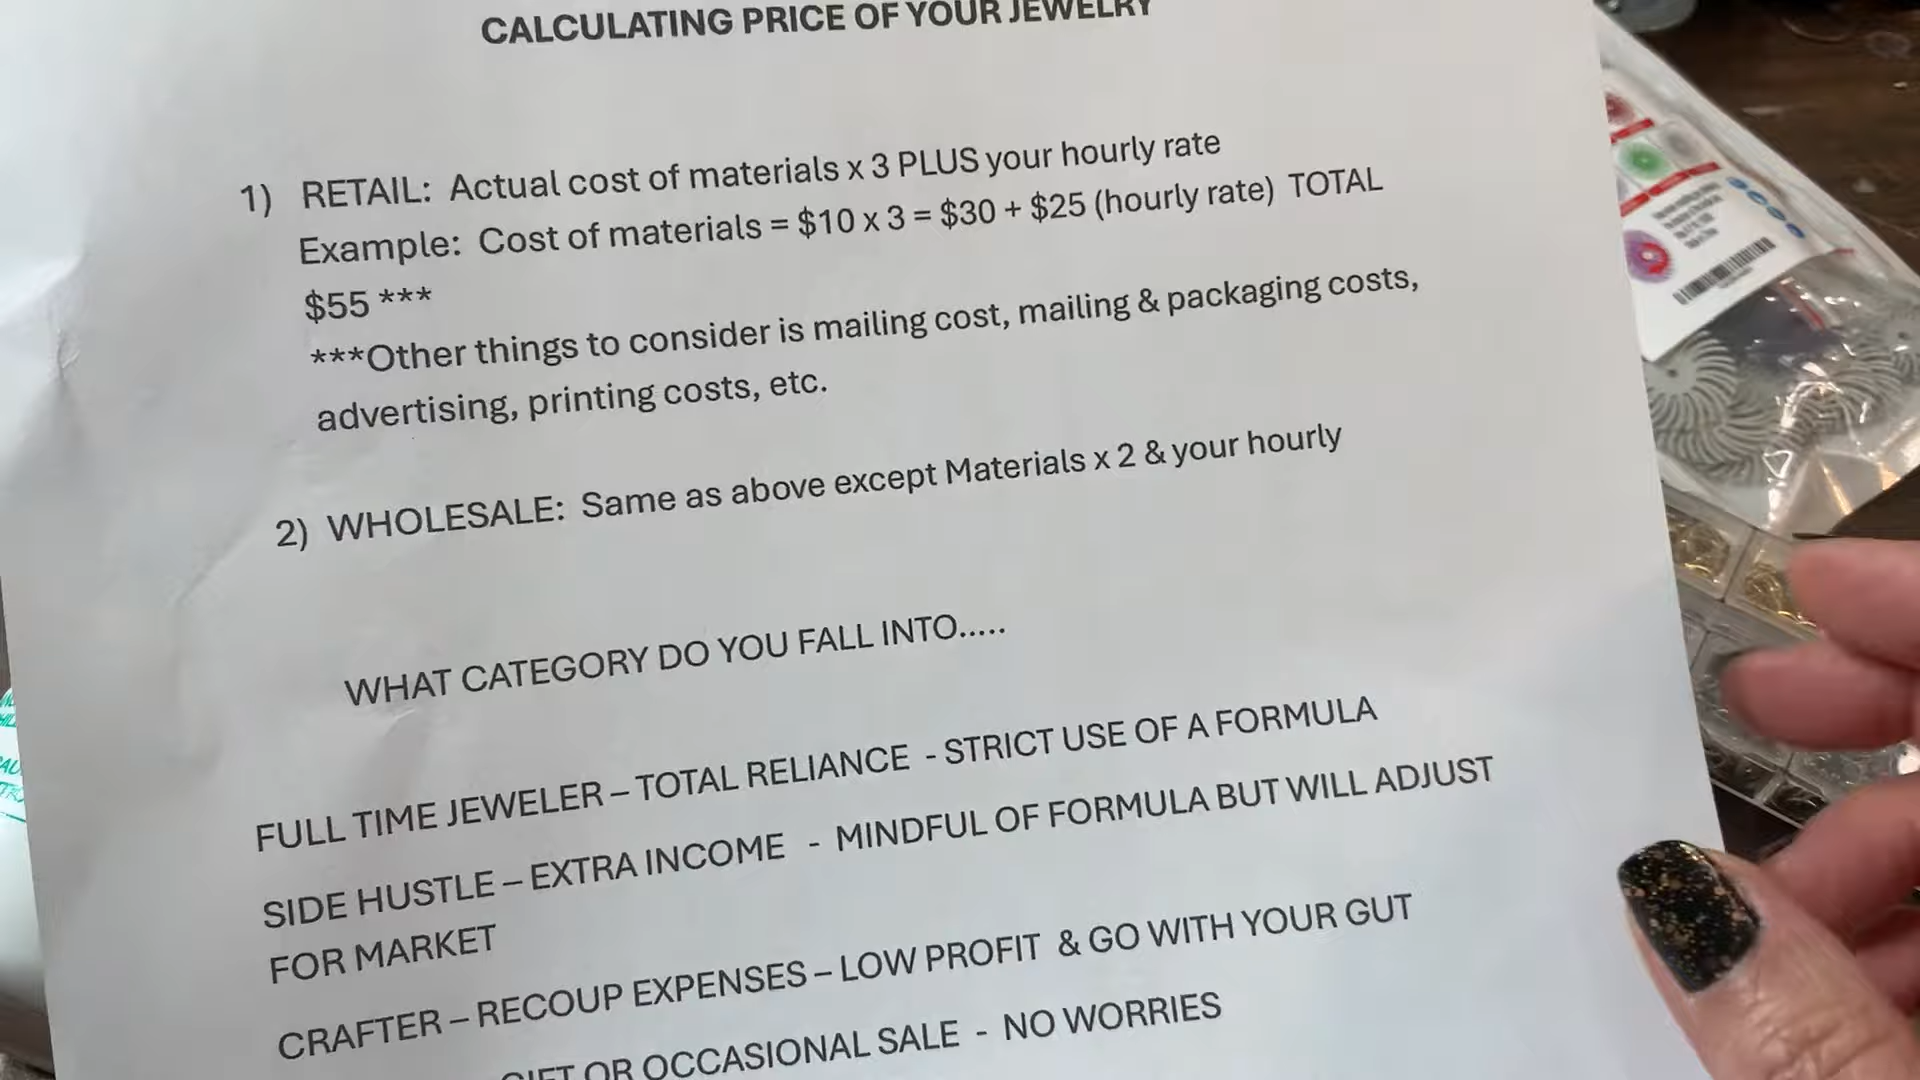 CALCULATING PRICE OF YOUR JEWELRY
1) RETAIL: Actual cost of materials x 3 PLUS your hourly rate
Example: Cost of materials = $10 x 3 = $30 + $25 (hourly rate) TOTAL
$55 ***
***Other things to consider is mailing cost, mailing & packaging costs,
advertising, printing costs, etc.
2) WHOLESALE: Same as above except Materials x 2 & your hourly
WHAT CATEGORY DO YOU FALL INTO.....
FULL TIME JEWELER – TOTAL RELIANCE - STRICT USE OF A FORMULA
SIDE HUSTLE – EXTRA INCOME - MINDFUL OF FORMULA BUT WILL ADJUST
FOR MARKET
CRAFTER – RECOUP EXPENSES – LOW PROFIT & GO WITH YOUR GUT
GIFT OR OCCASIONAL SALE - NO WORRIES